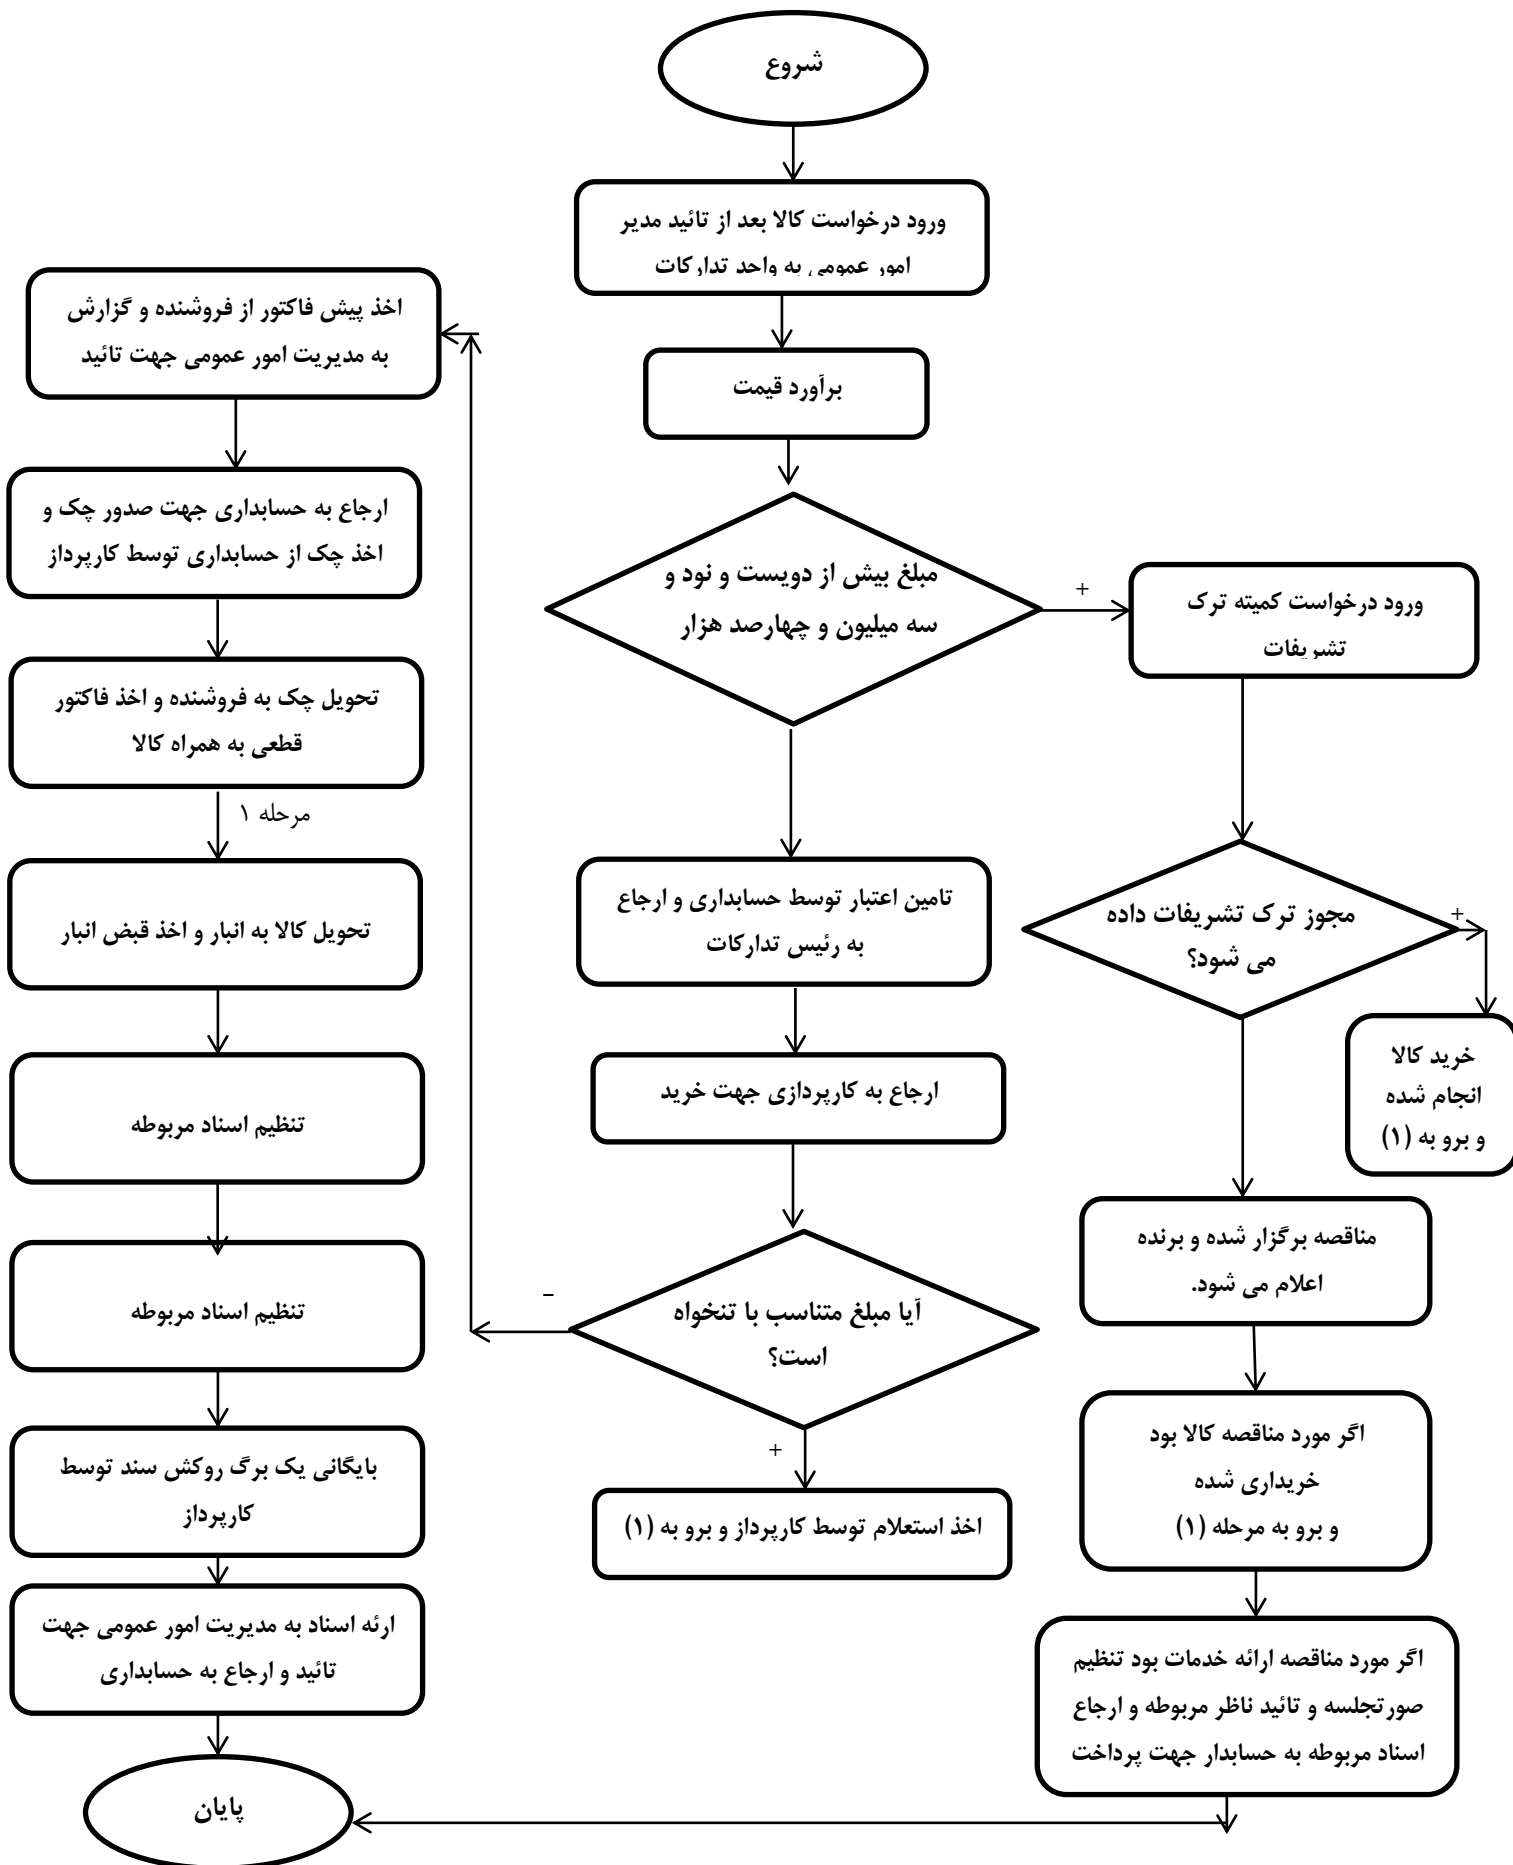 شروع
ورود درخواست کالا بعد از تائید مدیر
امور عمومی به واحد تدارکات
برآورد قیمت
مبلغ بیش از دویست و نود و
سه میلیون و چهارصد هزار
+
ورود درخواست کمیته ترک
تشریفات
مجوز ترک تشریفات داده
می شود؟
+
خرید کالا
انجام شده
و برو به (۱)
مناقصه برگزار شده و برنده
اعلام می شود.
اگر مورد مناقصه کالا بود
خریداری شده
و برو به مرحله (۱)
اگر مورد مناقصه ارائه خدمات بود تنظیم
صورتجلسه و تائید ناظر مربوطه و ارجاع
اسناد مربوطه به حسابدار جهت پرداخت
تامین اعتبار توسط حسابداری و ارجاع
به رئیس تدارکات
ارجاع به کارپردازی جهت خرید
آیا مبلغ متناسب با تنخواه
است؟
–
+
اخذ استعلام توسط کارپرداز و برو به (۱)
اخذ پیش فاکتور از فروشنده و گزارش
به مدیریت امور عمومی جهت تائید
ارجاع به حسابداری جهت صدور چک و
اخذ چک از حسابداری توسط کارپرداز
تحویل چک به فروشنده و اخذ فاکتور
قطعی به همراه کالا
مرحله ۱
تحویل کالا به انبار و اخذ قبض انبار
تنظیم اسناد مربوطه
تنظیم اسناد مربوطه
بایگانی یک برگ روکش سند توسط
کارپرداز
ارئه اسناد به مدیریت امور عمومی جهت
تائید و ارجاع به حسابداری
پایان